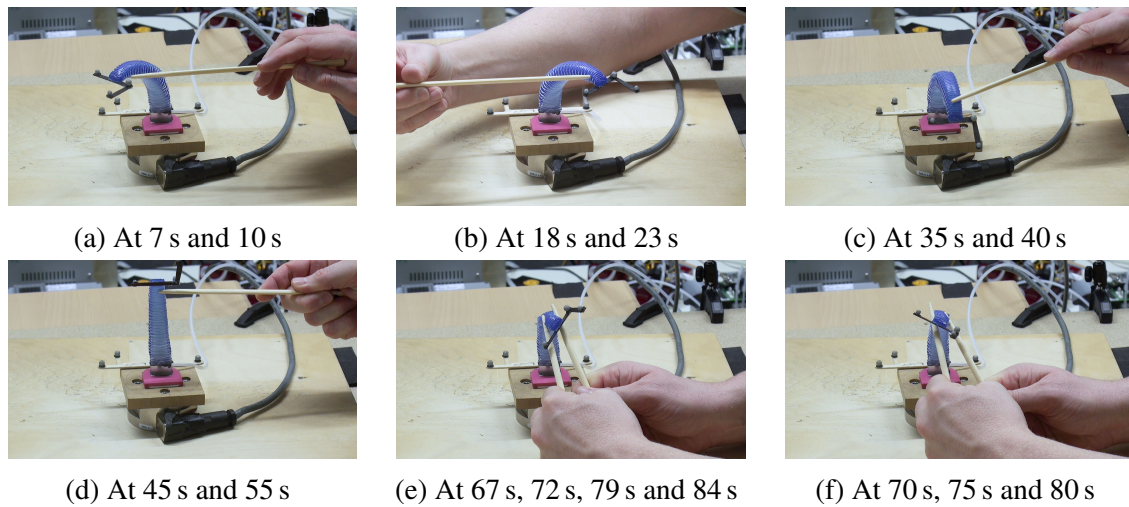 (a) At 7 s and 10 s
(b) At 18 s and 23 s
(c) At 35 s and 40 s
(d) At 45 s and 55 s
(e) At 67 s, 72 s, 79 s and 84 s
(f) At 70 s, 75 s and 80 s